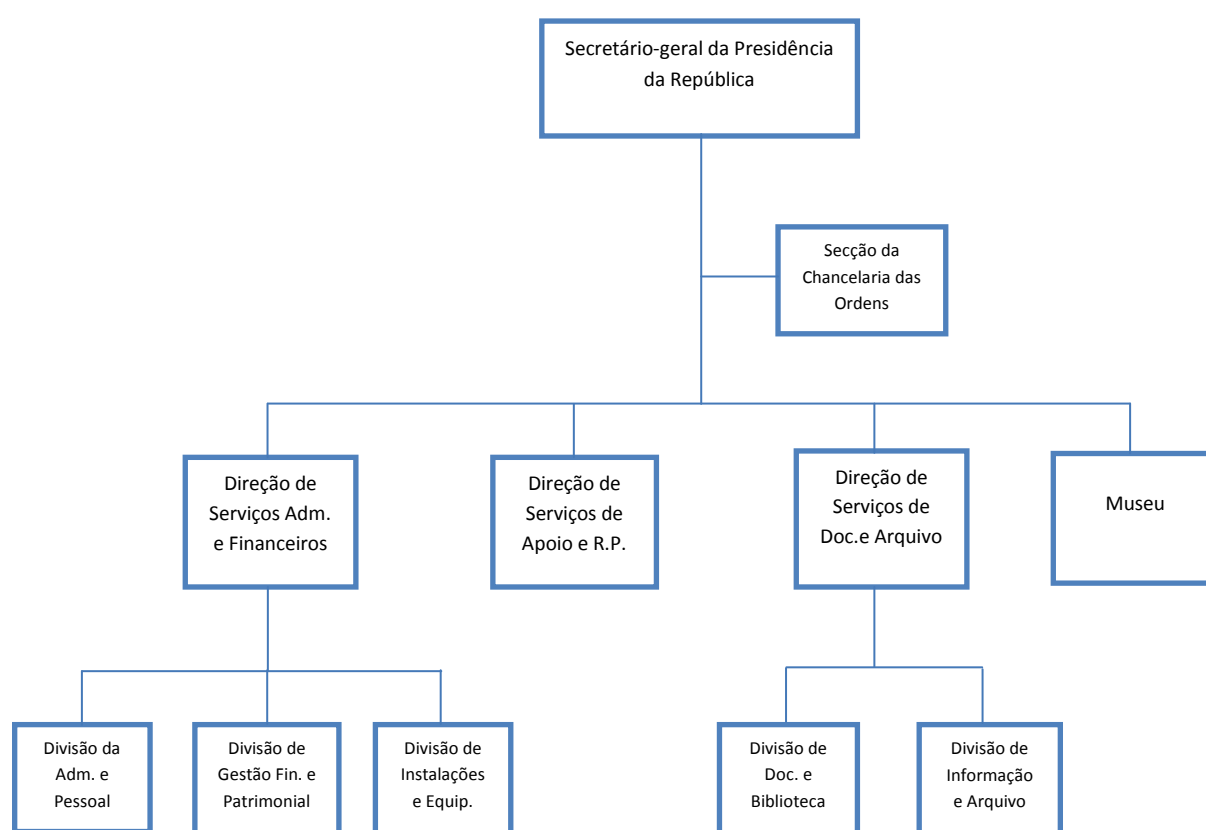 Secretário-geral da Presidência
da República
Secção da
Chancelaria das
Ordens
Direção de
Serviços Adm.
e Financeiros
Direção de
Serviços de
Apoio e R.P.
Direção de
Serviços de
Doc.e Arquivo
Museu
Divisão da
Adm. e
Pessoal
Divisão de
Gestão Fin. e
Patrimonial
Divisão de
Instalações
e Equip.
Divisão de
Doc. e
Biblioteca
Divisão de
Informação
e Arquivo